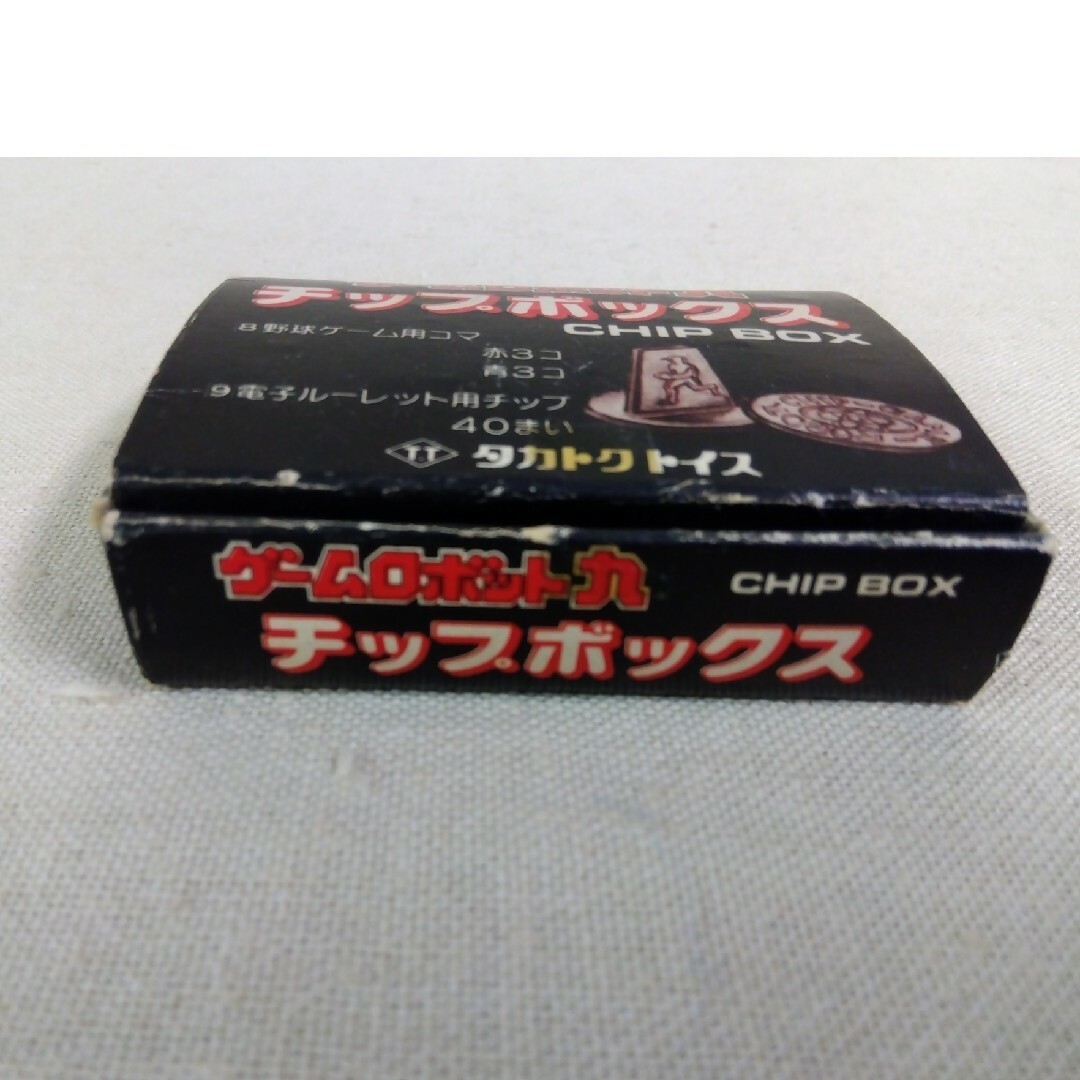 チップボックス
CHIP BOX
8野球ゲーム用コマ
赤3コ
青3コ
9電子ルーレット用チップ
40まい
TT タカトクトイス
ゲームロボット九
CHIP BOX
チップボックス